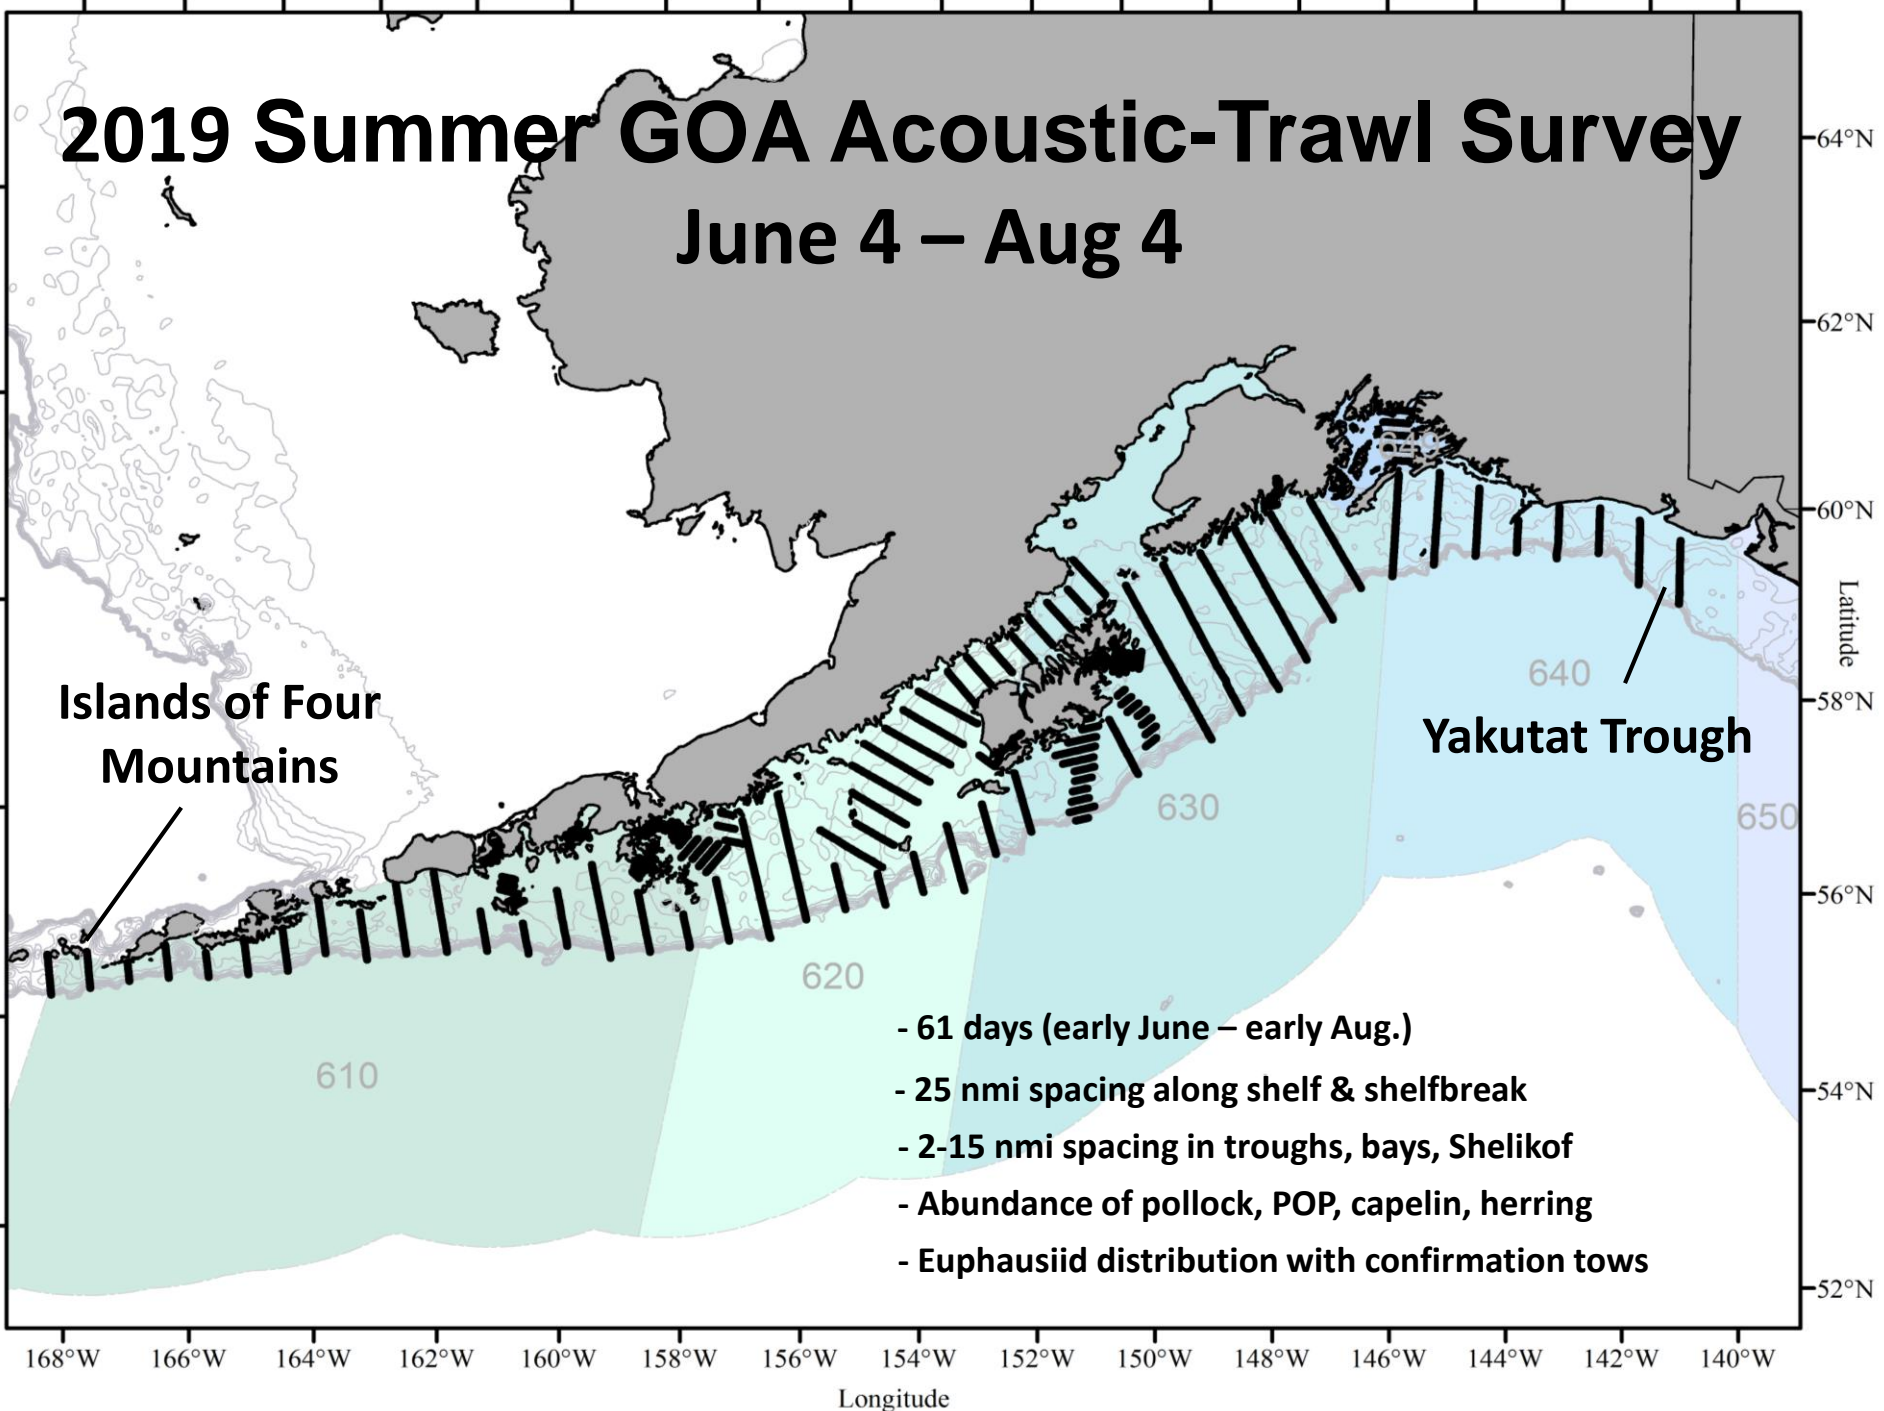 2019 Summer GOA Acoustic-Trawl Survey
June 4 – Aug 4
64°N
62°N
60°N
58°N
56°N
54°N
52°N
Latitude
649
640
Yakutat Trough
650
630
620
610
Islands of Four
Mountains
- 61 days (early June – early Aug.)
- 25 nmi spacing along shelf & shelfbreak
- 2-15 nmi spacing in troughs, bays, Shelikof
- Abundance of pollock, POP, capelin, herring
- Euphausiid distribution with confirmation tows
168°W 166°W 164°W 162°W 160°W 158°W 156°W 154°W 152°W 150°W 148°W 146°W 144°W 142°W 140°W
Longitude